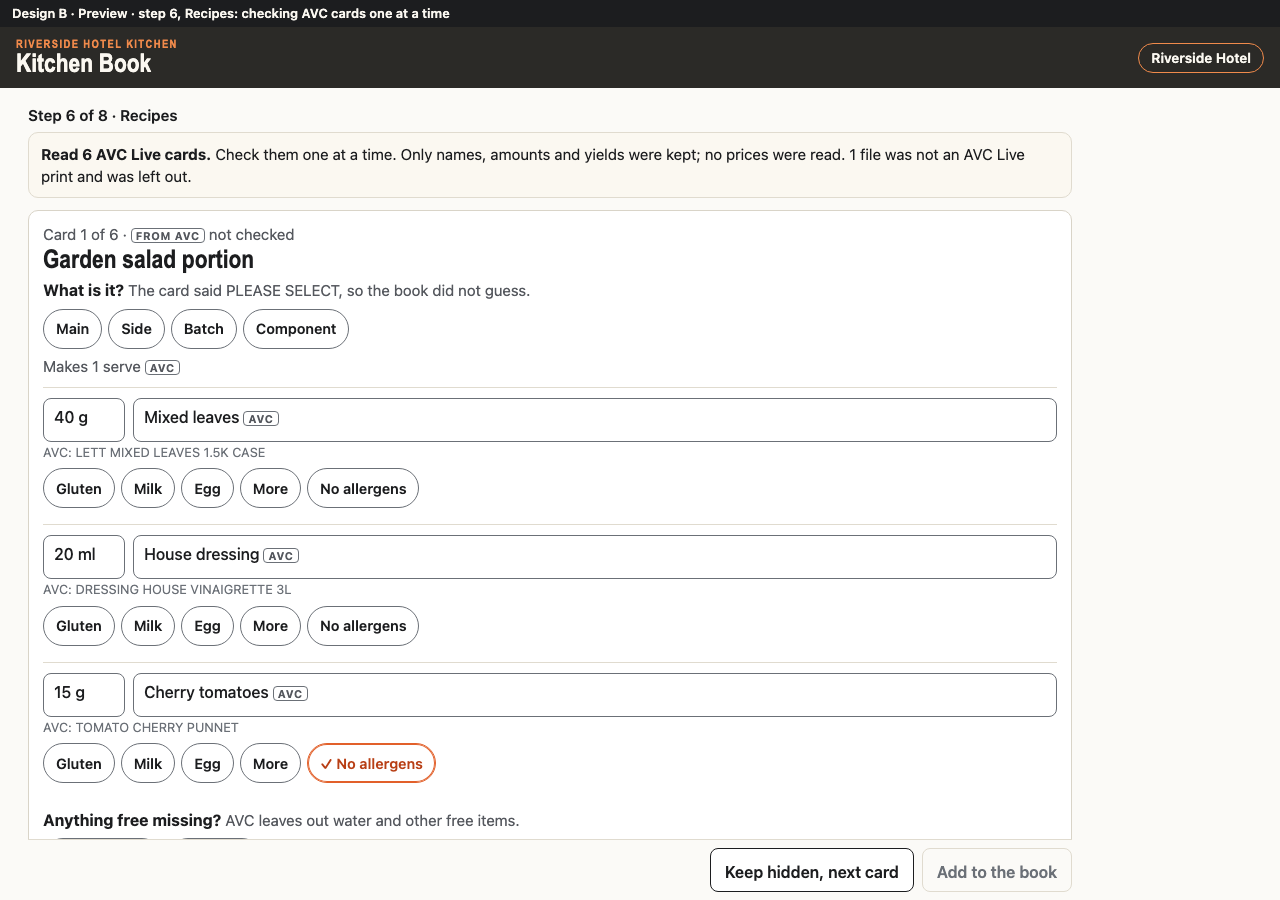 Design B · Preview · step 6, Recipes: checking AVC cards one at a time
RIVERSIDE HOTEL KITCHEN
Kitchen Book
Riverside Hotel
Step 6 of 8 · Recipes
Read 6 AVC Live cards. Check them one at a time. Only names, amounts and yields were kept; no prices were read. 1 file was not an AVC Live
print and was left out.
Card 1 of 6 · FROM AVC not checked
Garden salad portion
What is it? The card said PLEASE SELECT, so the book did not guess.
Main Side Batch Component
Makes 1 serve AVC
40 g Mixed leaves AVC
AVC: LETT MIXED LEAVES 1.5K CASE
Gluten Milk Egg More No allergens
20 ml House dressing AVC
AVC: DRESSING HOUSE VINAIGRETTE 3L
Gluten Milk Egg More No allergens
15 g Cherry tomatoes AVC
AVC: TOMATO CHERRY PUNNET
Gluten Milk Egg More ✓ No allergens
Anything free missing? AVC leaves out water and other free items.
Keep hidden, next card Add to the book